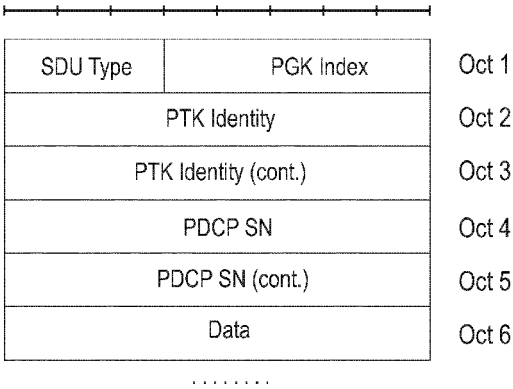 SDU Type PGK Index Oct 1
PTK Identity Oct 2
PTK Identity (cont.) Oct 3
PDCP SN Oct 4
PDCP SN (cont.) Oct 5
Data Oct 6